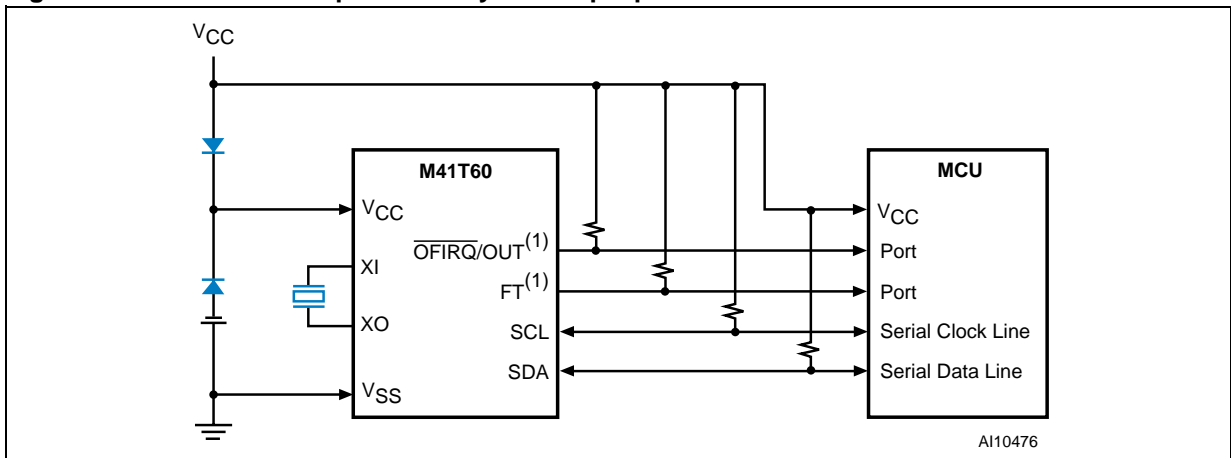 VCC
M41T60
MCU
VCC
VCC
OFIRQ/OUT(1)
Port
XI
FT(1)
Port
XO
SCL
Serial Clock Line
SDA
Serial Data Line
VSS
AI10476